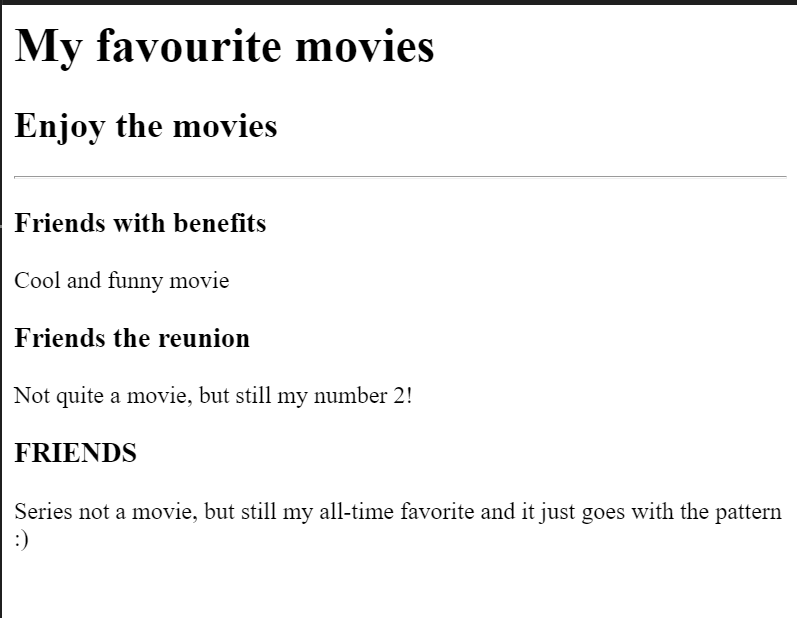 My favourite movies
Enjoy the movies
Friends with benefits
Cool and funny movie
Friends the reunion
Not quite a movie, but still my number 2!
FRIENDS
Series not a movie, but still my all-time favorite and it just goes with the pattern
:)